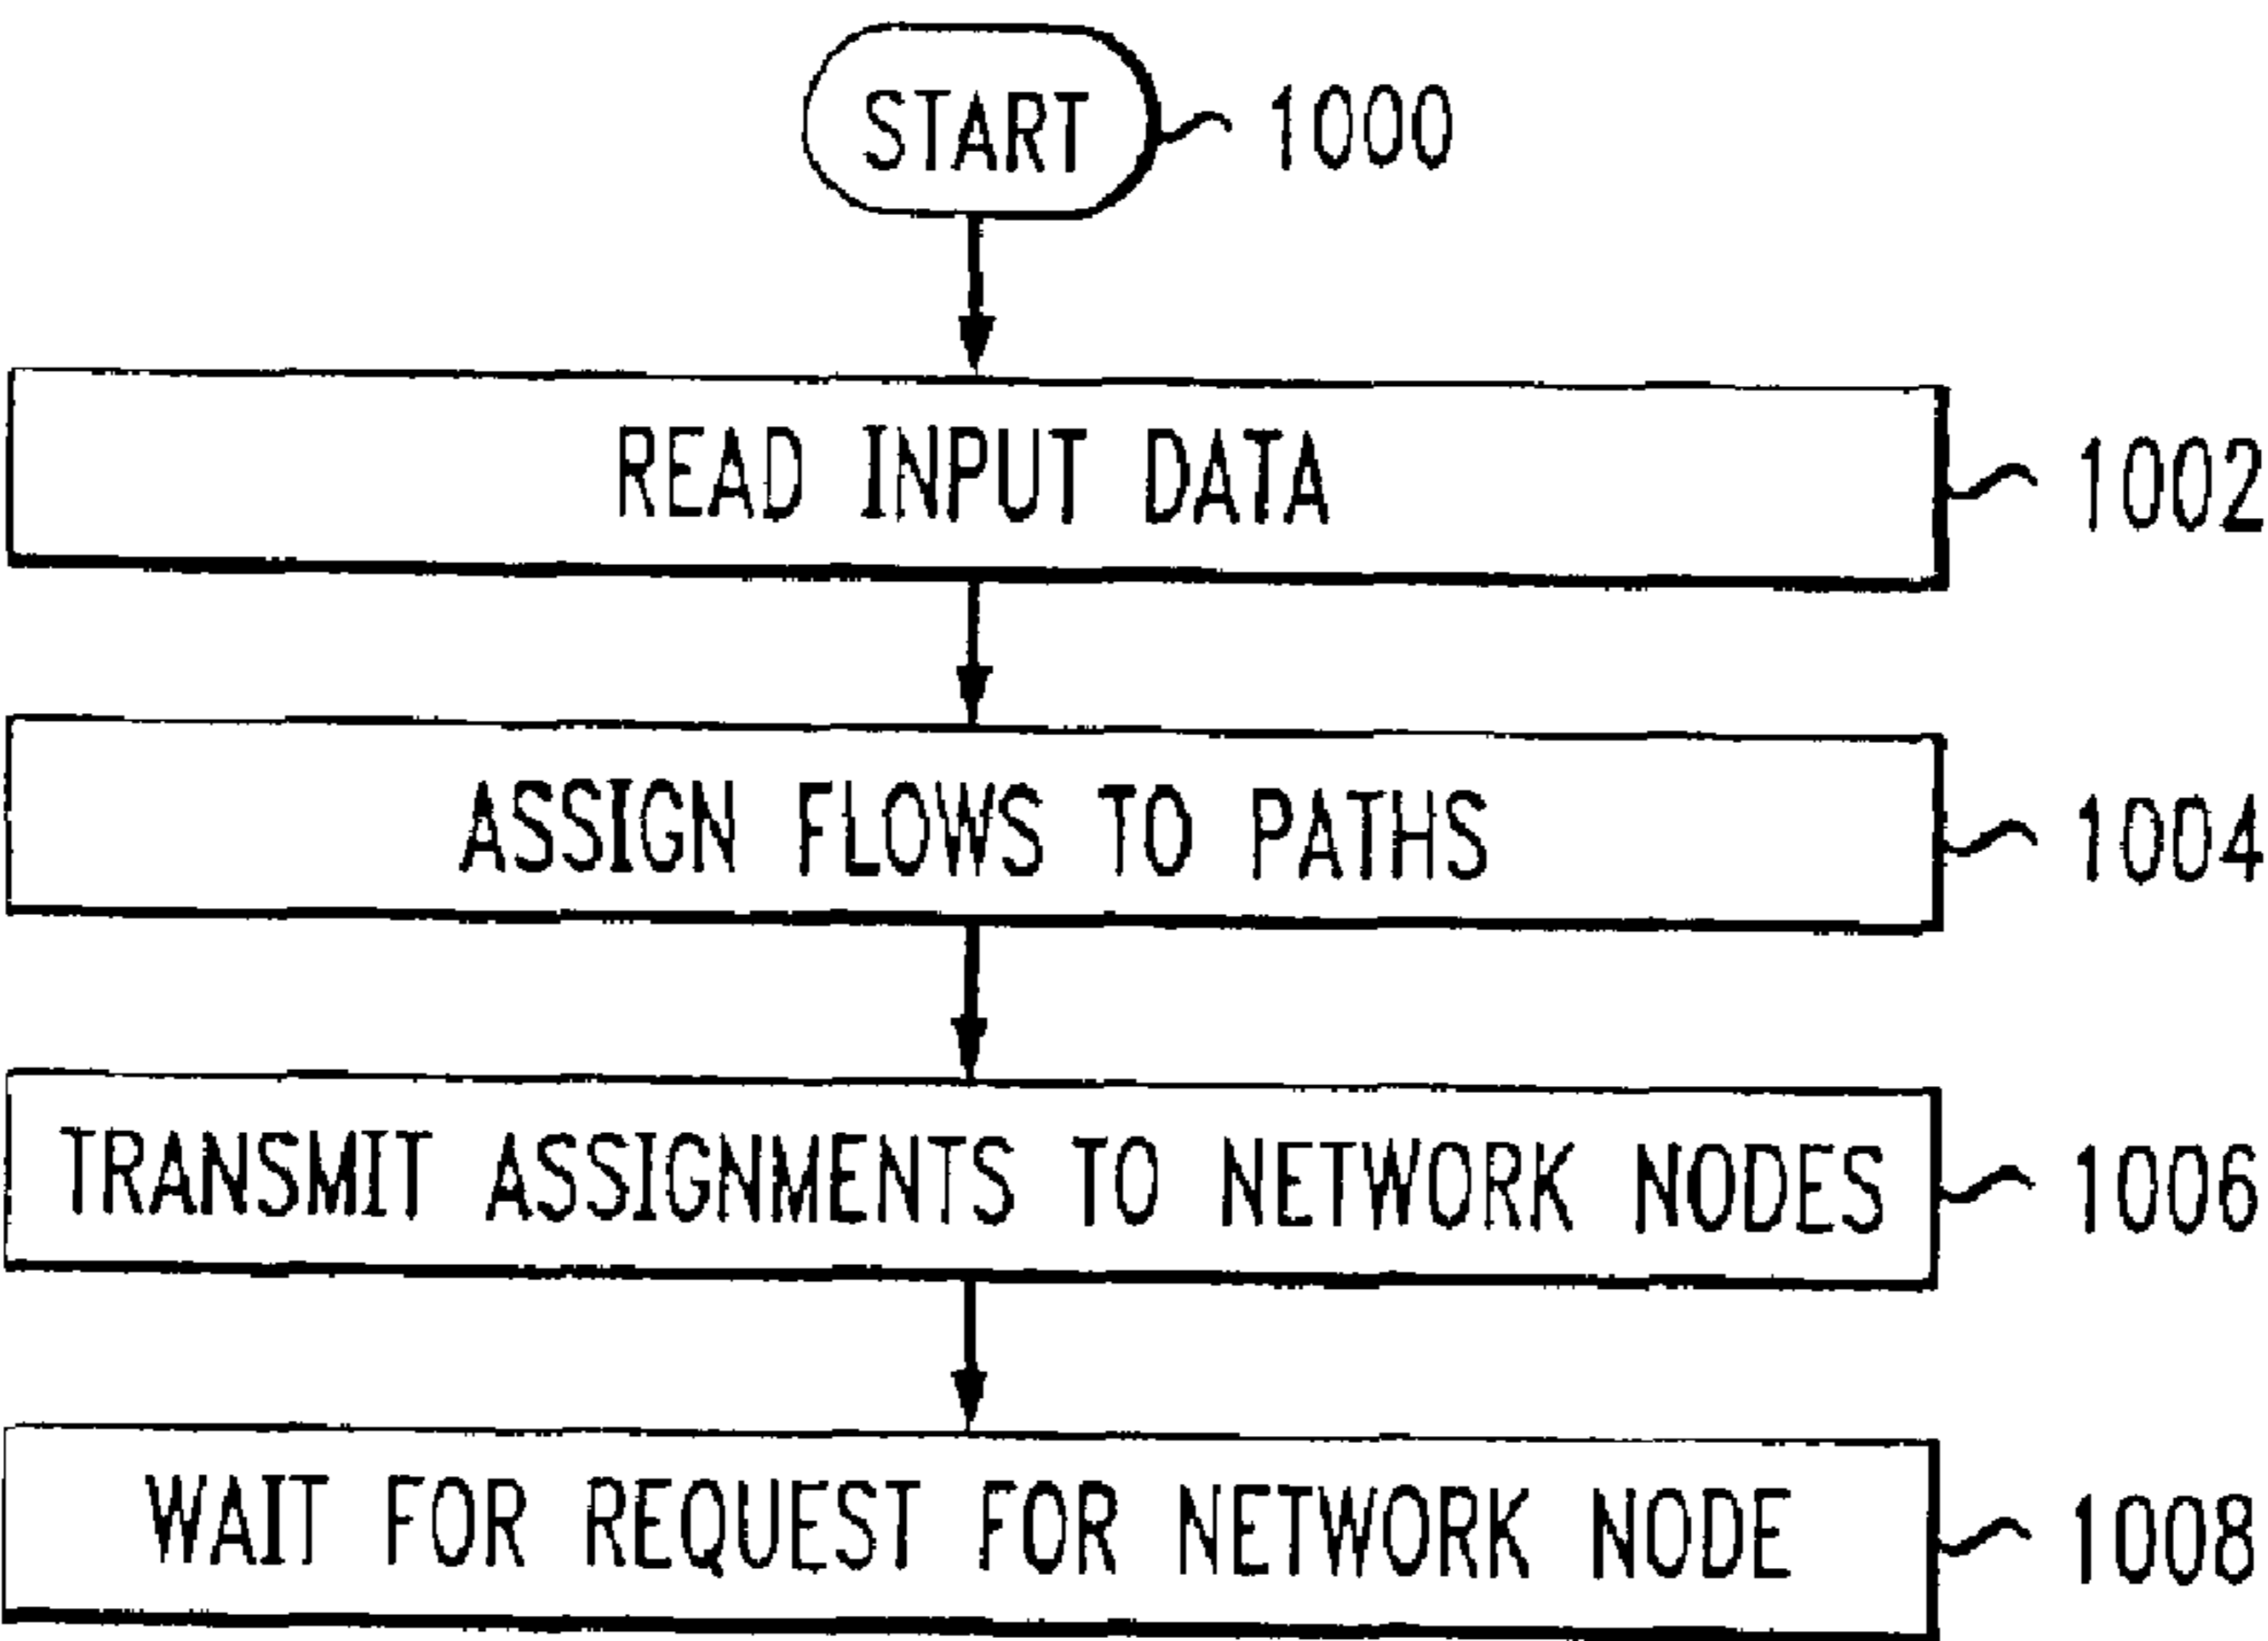 START 1000
READ INPUT DATA 1002
ASSIGN FLOWS TO PATHS 1004
TRANSMIT ASSIGNMENTS TO NETWORK NODES 1006
WAIT FOR REQUEST FOR NETWORK NODE 1008